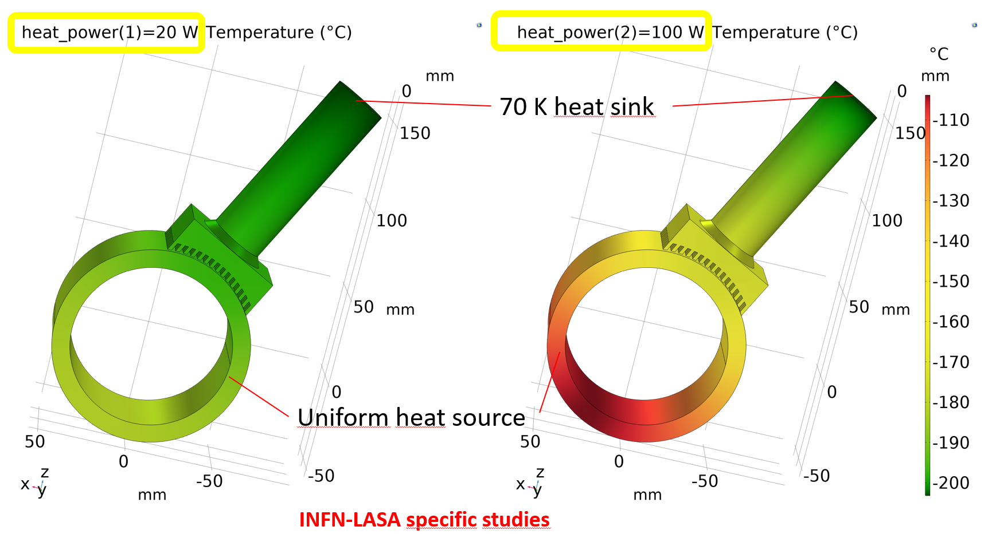 heat_power(1)=20 W Temperature (°C)
heat_power(2)=100 W Temperature (°C)
°C
mm
mm
0
0
70 K heat sink
150
150
-110
-120
-130
-140
-150
-160
-170
-180
-190
-200
100
100
50 mm
50 mm
0
0
Uniform heat source
50
0
-50
-50
mm
50
0
-50
-50
mm
z
x
y
z
x
y
INFN-LASA specific studies